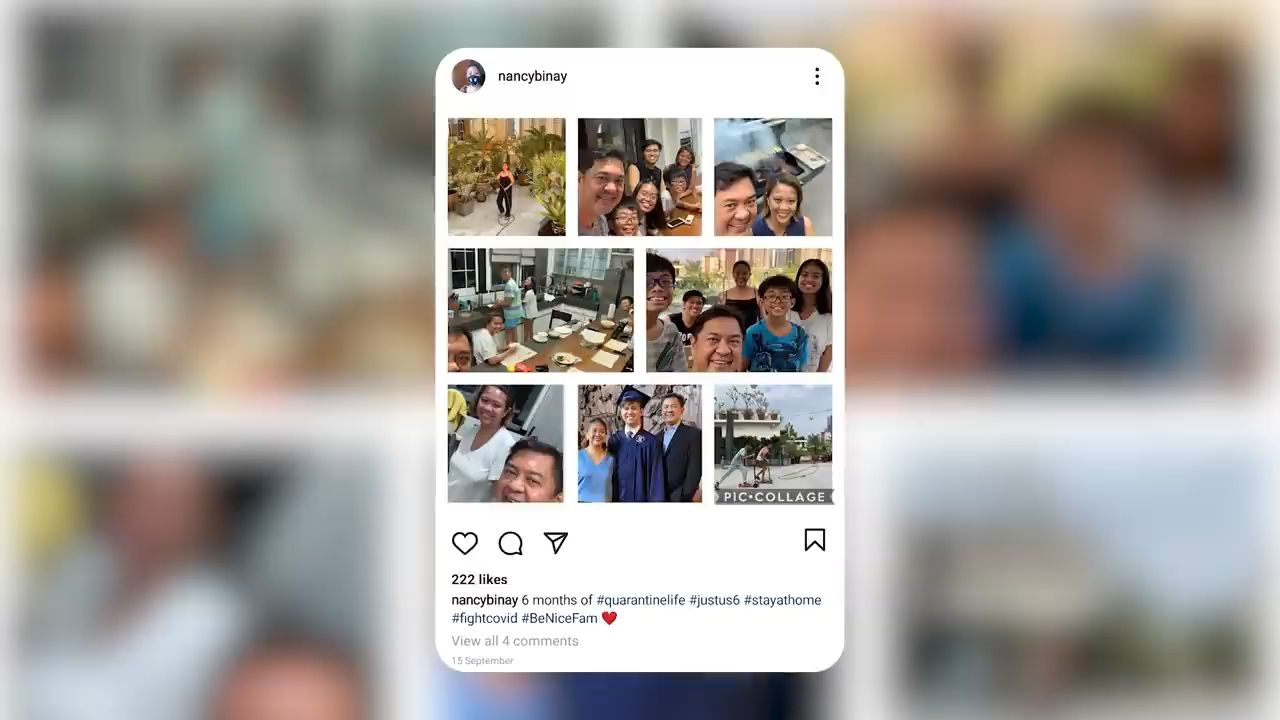 nancybinay
PIC•COLLAGE
222 likes
nancybinay 6 months of #quarantinelife #justus6 #stayathome
#fightcovid #BeNiceFam ❤️
View all 4 comments
15 September